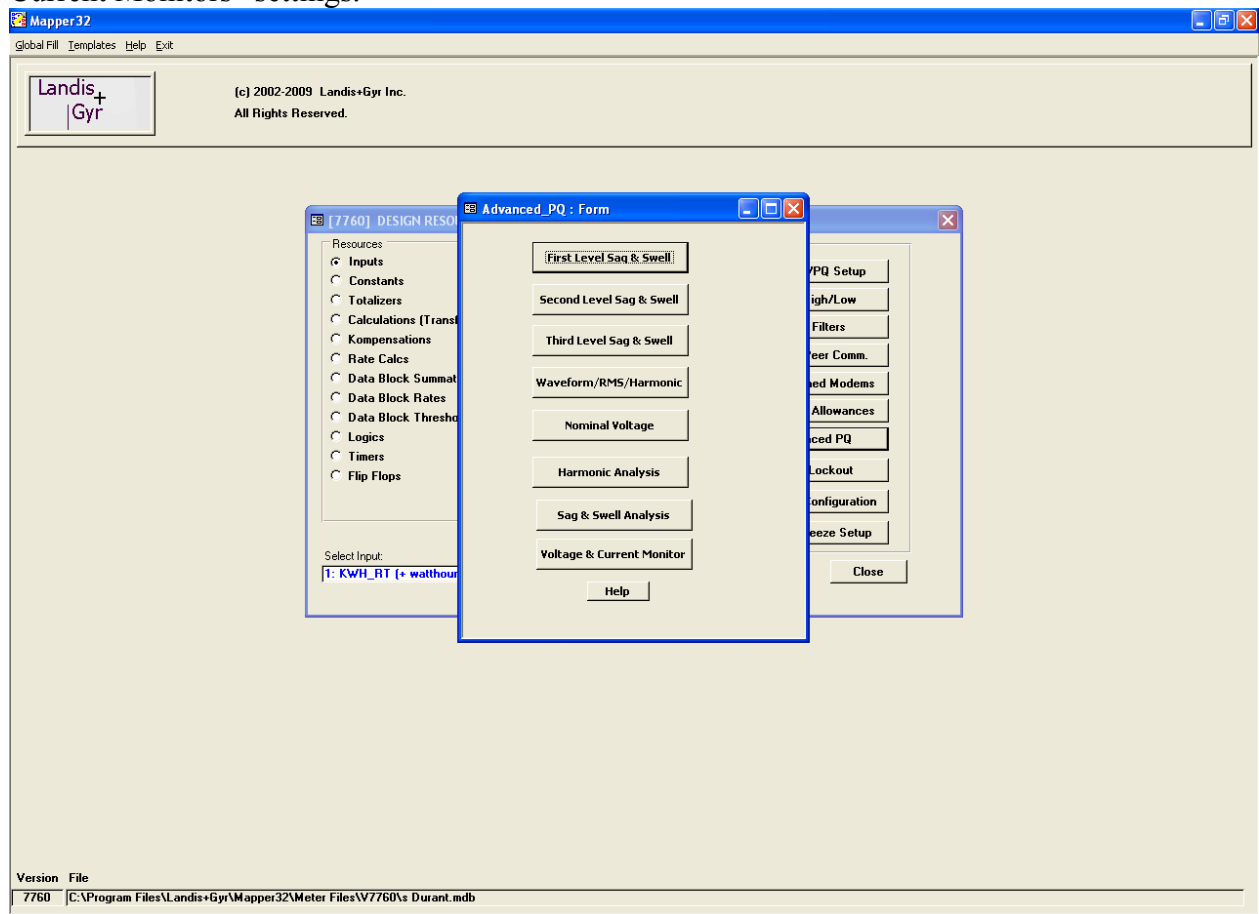 Current Monitors" settings.
Mapper32
Global Fill Templates Help Exit
Landis+
|Gyr
(c) 2002-2009 Landis+Gyr Inc.
All Rights Reserved.
[7760] DESIGN RESO
Resources
Inputs
Constants
Totalizers
Calculations (Transf
Kompensations
Rate Calcs
Data Block Summat
Data Block Rates
Data Block Thresho
Logics
Timers
Flip Flops
Select Input:
1: KWH_RT (+ watthour
Advanced_PQ : Form
First Level Sag & Swell
Second Level Sag & Swell
Third Level Sag & Swell
Waveform/RMS/Harmonic
Nominal Voltage
Harmonic Analysis
Sag & Swell Analysis
Voltage & Current Monitor
Help
/PQ Setup
igh/Low
Filters
eer Comm.
ned Modems
Allowances
ced PQ
Lockout
onfiguration
eeze Setup
Close
Version File
7760 C:\Program Files\Landis+Gyr\Mapper32\Meter Files\V7760\s Durant.mdb